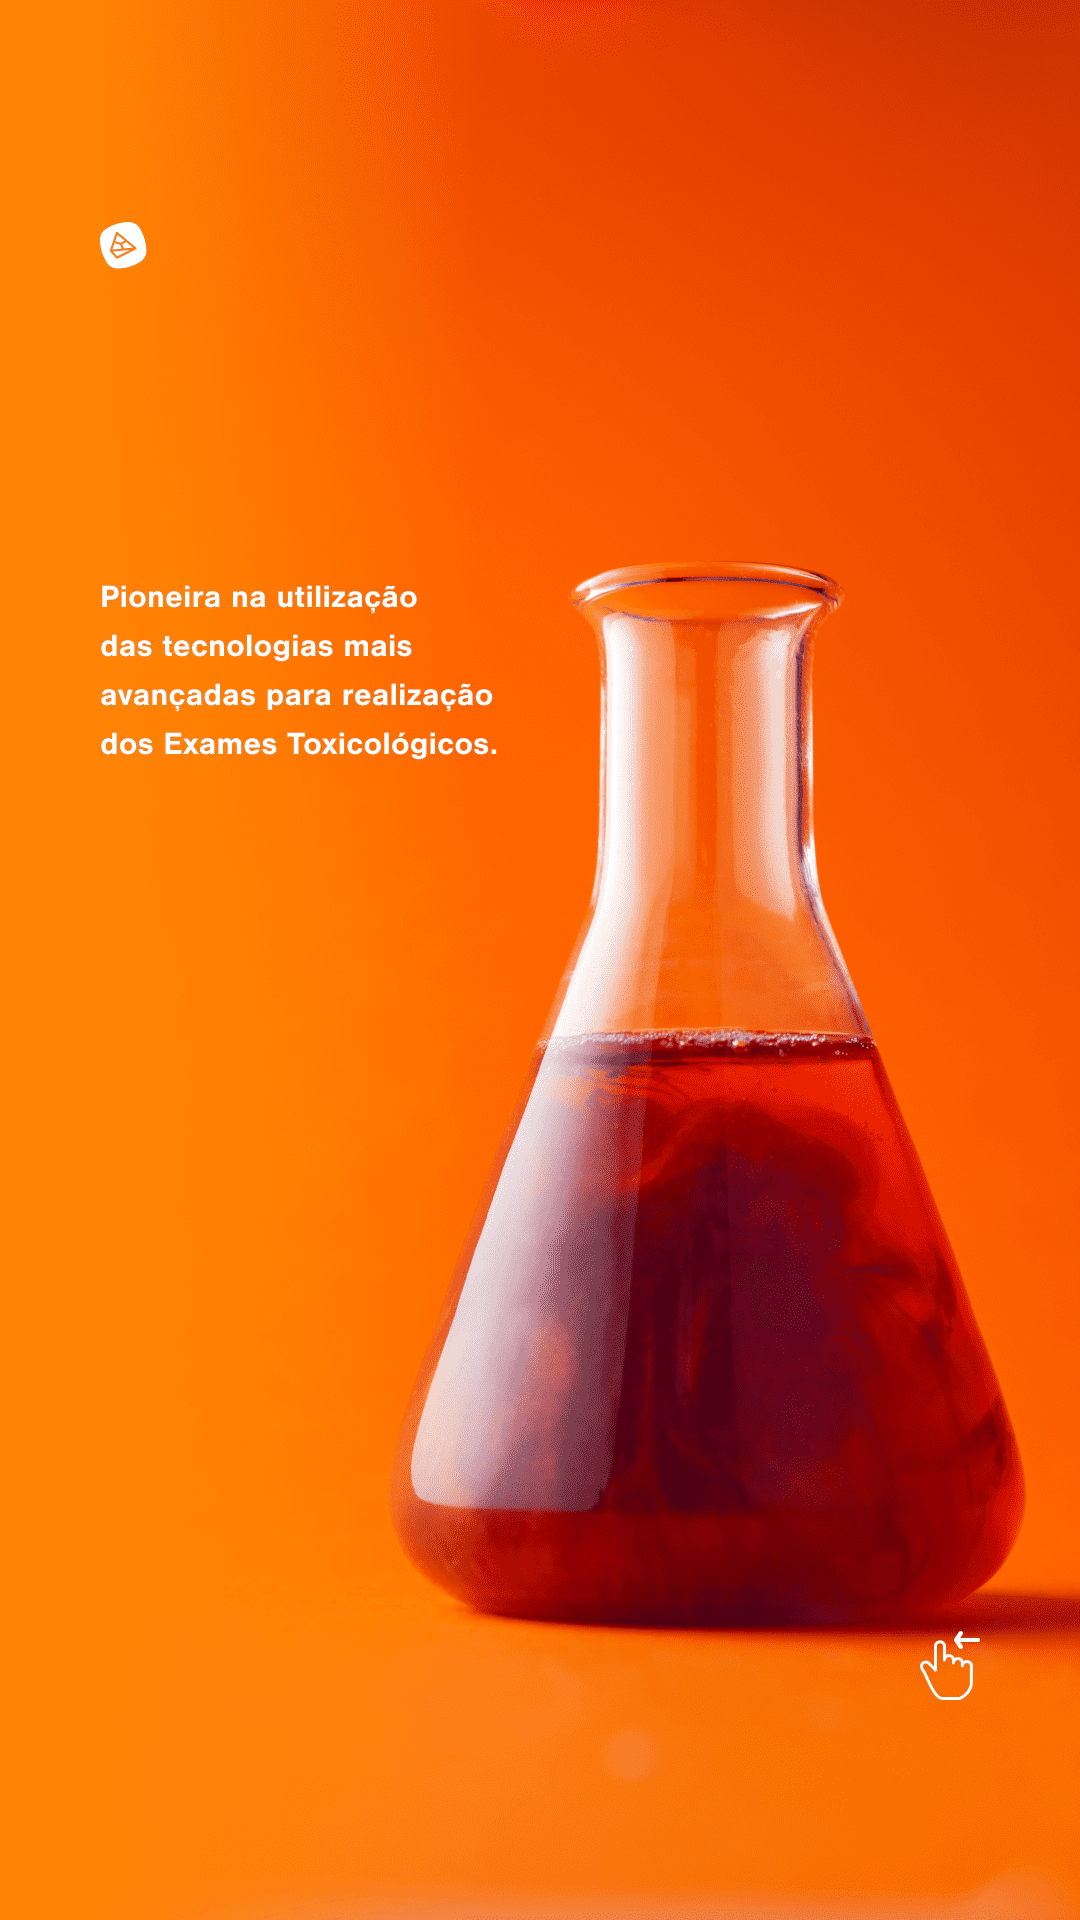 Pioneira na utilização
das tecnologias mais
avançadas para realização
dos Exames Toxicológicos.